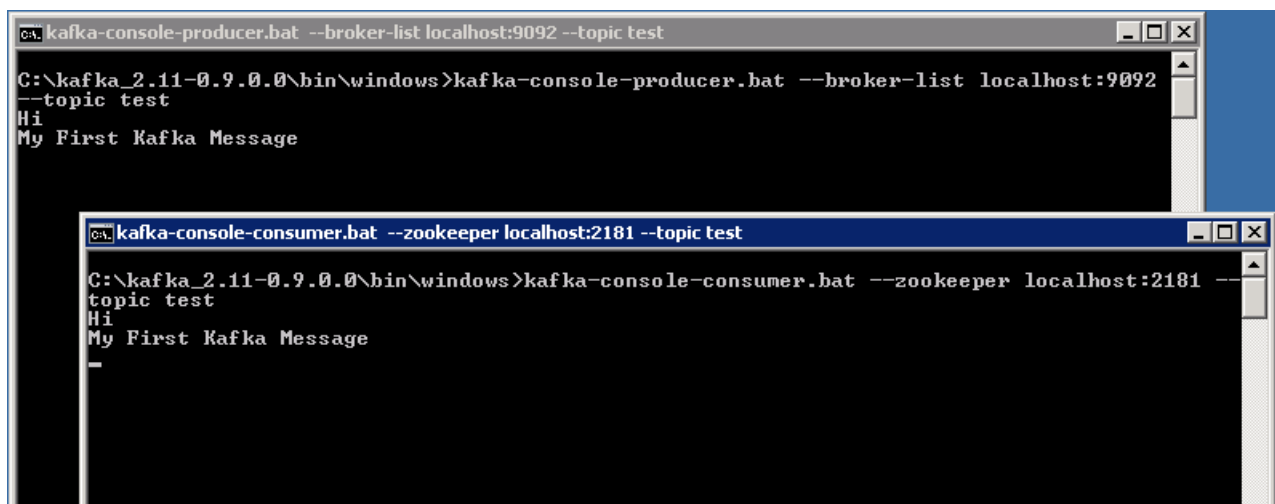 kafka-console-producer.bat --broker-list localhost:9092 --topic test
C:\kafka_2.11-0.9.0.0\bin\windows>kafka-console-producer.bat --broker-list localhost:9092
--topic test
Hi
My First Kafka Message
kafka-console-consumer.bat --zookeeper localhost:2181 --topic test
C:\kafka_2.11-0.9.0.0\bin\windows>kafka-console-consumer.bat --zookeeper localhost:2181 --
topic test
Hi
My First Kafka Message